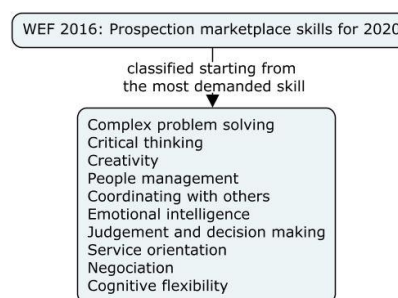 WEF 2016: Prospection marketplace skills for 2020
classified starting from
the most demanded skill
Complex problem solving
Critical thinking
Creativity
People management
Coordinating with others
Emotional intelligence
Judgement and decision making
Service orientation
Negociation
Cognitive flexibility